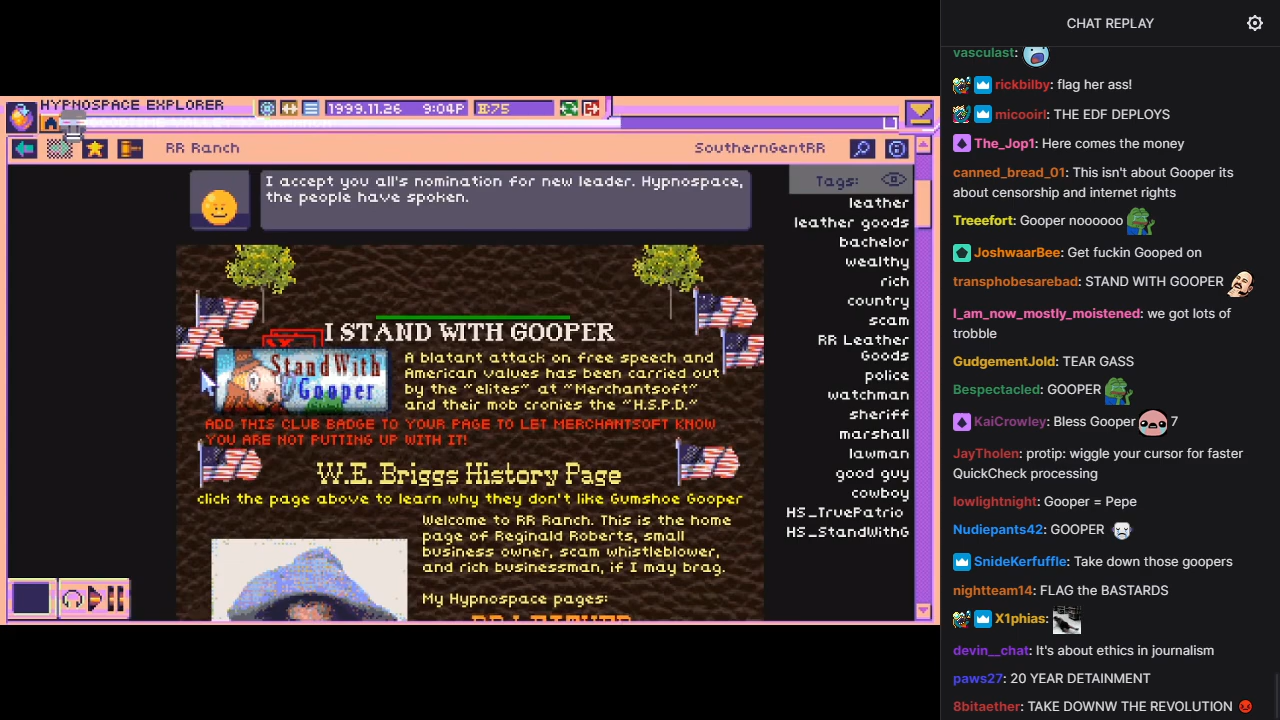 HYPNOSPACE EXPLORER
1999.11.26 9:04P
75
RR Ranch
SouthernGentRR
I accept you all's nomination for new leader. Hypnospace,
the people have spoken.
Tags:
leather
leather goods
bachelor
wealthy
rich
country
scam
RR Leather
Goods
police
watchman
sheriff
marshall
lawman
good guy
cowboy
HS_TruePatrio
HS_StandWithG
I STAND WITH GOOPER
Stand With
Gooper
A blatant attack on free speech and
American values has been carried out
by the "elites" at "Merchantsoft"
and their mob cronies the "H.S.P.D."
ADD THIS CLUB BADGE TO YOUR PAGE TO LET MERCHANTSOFT KNOW
YOU ARE NOT PUTTING UP WITH IT!
W.E. Briggs History Page
click the page above to learn why they don't like Gumshoe Gooper
Welcome to RR Ranch. This is the home
page of Reginald Roberts, small
business owner, scam whistleblower,
and rich businessman, if I may brag.
My Hypnospace pages:
CHAT REPLAY
vasculast:
rickbilby: flag her ass!
micooirl: THE EDF DEPLOYS
The_Jop1: Here comes the money
canned_bread_01: This isn't about Gooper its
about censorship and internet rights
Treeefort: Gooper noooooo
JoshwaarBee: Get fuckin Gooped on
transphobesarebad: STAND WITH GOOPER
I_am_now_mostly_moistened: we got lots of
trobble
GudgementJold: TEAR GASS
Bespectacled: GOOPER
KaiCrowley: Bless Gooper 7
JayTholen: protip: wiggle your cursor for faster
QuickCheck processing
lowlightnight: Gooper = Pepe
Nudiepants42: GOOPER
SnideKerfuffle: Take down those goopers
nightteam14: FLAG the BASTARDS
X1phias:
devin__chat: It's about ethics in journalism
paws27: 20 YEAR DETAINMENT
8bitaether: TAKE DOWNW THE REVOLUTION